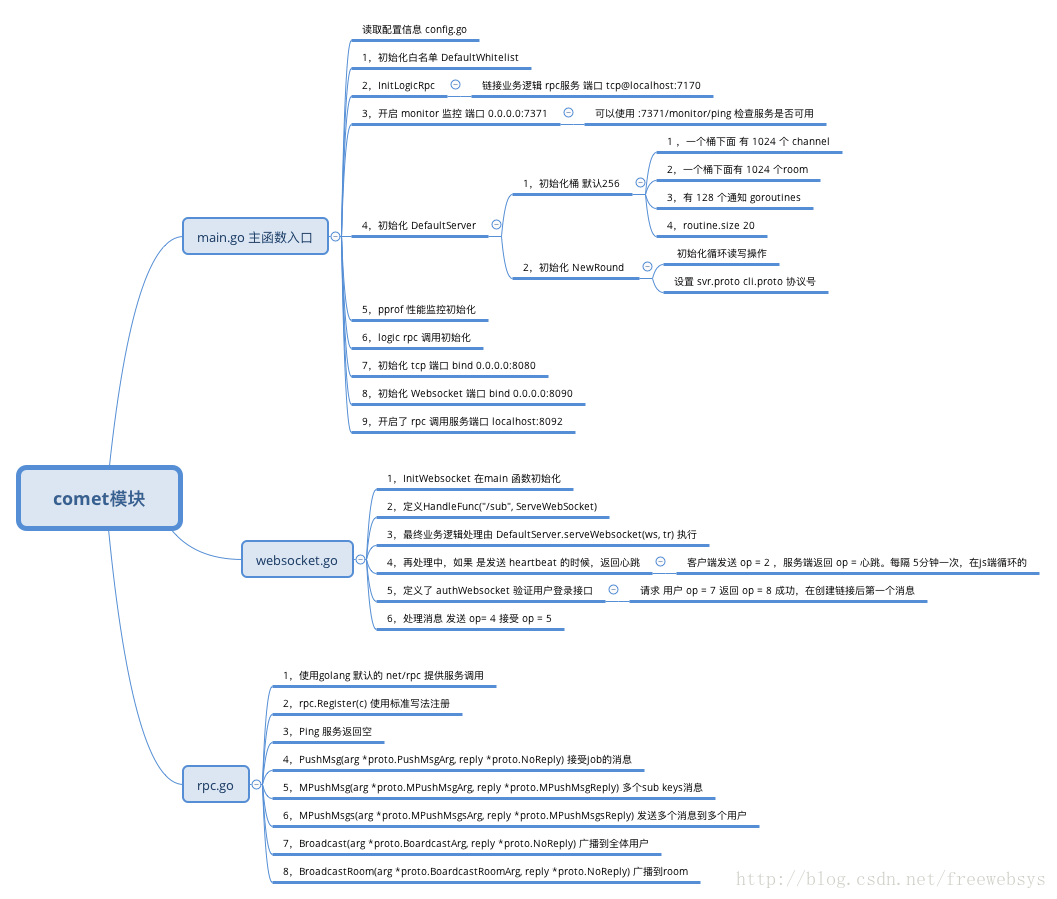 读取配置信息 config.go
1，初始化白名单 DefaultWhitelist
2，InitLogicRpc
链接业务逻辑 rpc服务 端口 tcp@localhost:7170
3，开启 monitor 监控 端口 0.0.0.0:7371
可以使用 :7371/monitor/ping 检查服务是否可用
main.go 主函数入口
4，初始化 DefaultServer
1，初始化桶 默认256
1 ，一个桶下面 有 1024 个 channel
2，一个桶下面有 1024 个room
3，有 128 个通知 goroutines
4，routine.size 20
2，初始化 NewRound
初始化循环读写操作
设置 svr.proto cli.proto 协议号
5，pprof 性能监控初始化
6，logic rpc 调用初始化
7，初始化 tcp 端口 bind 0.0.0.0:8080
8，初始化 Websocket 端口 bind 0.0.0.0:8090
9，开启了 rpc 调用服务端口 localhost:8092
comet模块
websocket.go
1，InitWebsocket 在main 函数初始化
2，定义HandleFunc("/sub", ServeWebSocket)
3，最终业务逻辑处理由 DefaultServer.serveWebsocket(ws, tr) 执行
4，再处理中，如果 是发送 heartbeat 的时候，返回心跳
客户端发送 op = 2 ，服务端返回 op = 心跳。每隔 5分钟一次，在js端循环的
5，定义了 authWebsocket 验证用户登录接口
请求 用户 op = 7 返回 op = 8 成功，在创建链接后第一个消息
6，处理消息 发送 op= 4 接受 op = 5
rpc.go
1，使用golang 默认的 net/rpc 提供服务调用
2，rpc.Register(c) 使用标准写法注册
3，Ping 服务返回空
4，PushMsg(arg *proto.PushMsgArg, reply *proto.NoReply) 接受job的消息
5，MPushMsg(arg *proto.MPushMsgArg, reply *proto.MPushMsgReply) 多个sub keys消息
6，MPushMsgs(arg *proto.MPushMsgsArg, reply *proto.MPushMsgsReply) 发送多个消息到多个用户
7，Broadcast(arg *proto.BoardcastArg, reply *proto.NoReply) 广播到全体用户
8，BroadcastRoom(arg *proto.BoardcastRoomArg, reply *proto.NoReply) 广播到room
http://blog.csdn.net/freewebsys